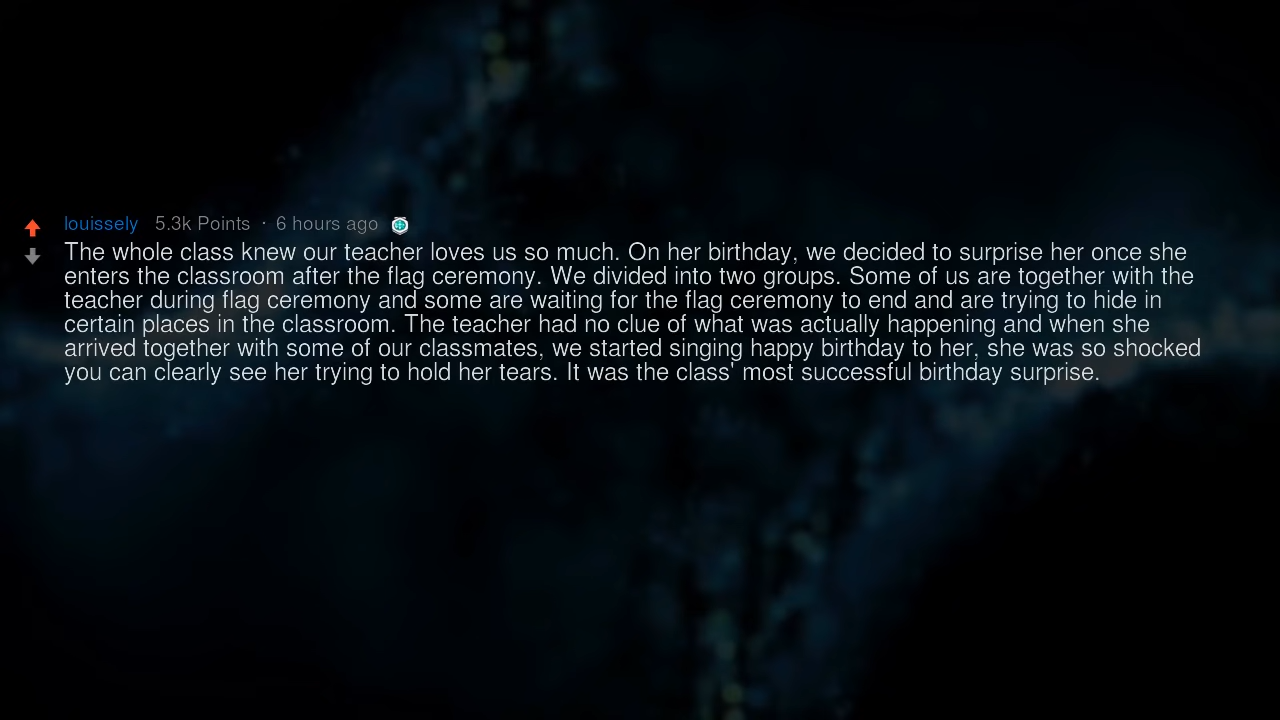 louissely 5.3k Points · 6 hours ago
The whole class knew our teacher loves us so much. On her birthday, we decided to surprise her once she
enters the classroom after the flag ceremony. We divided into two groups. Some of us are together with the
teacher during flag ceremony and some are waiting for the flag ceremony to end and are trying to hide in
certain places in the classroom. The teacher had no clue of what was actually happening and when she
arrived together with some of our classmates, we started singing happy birthday to her, she was so shocked
you can clearly see her trying to hold her tears. It was the class' most successful birthday surprise.